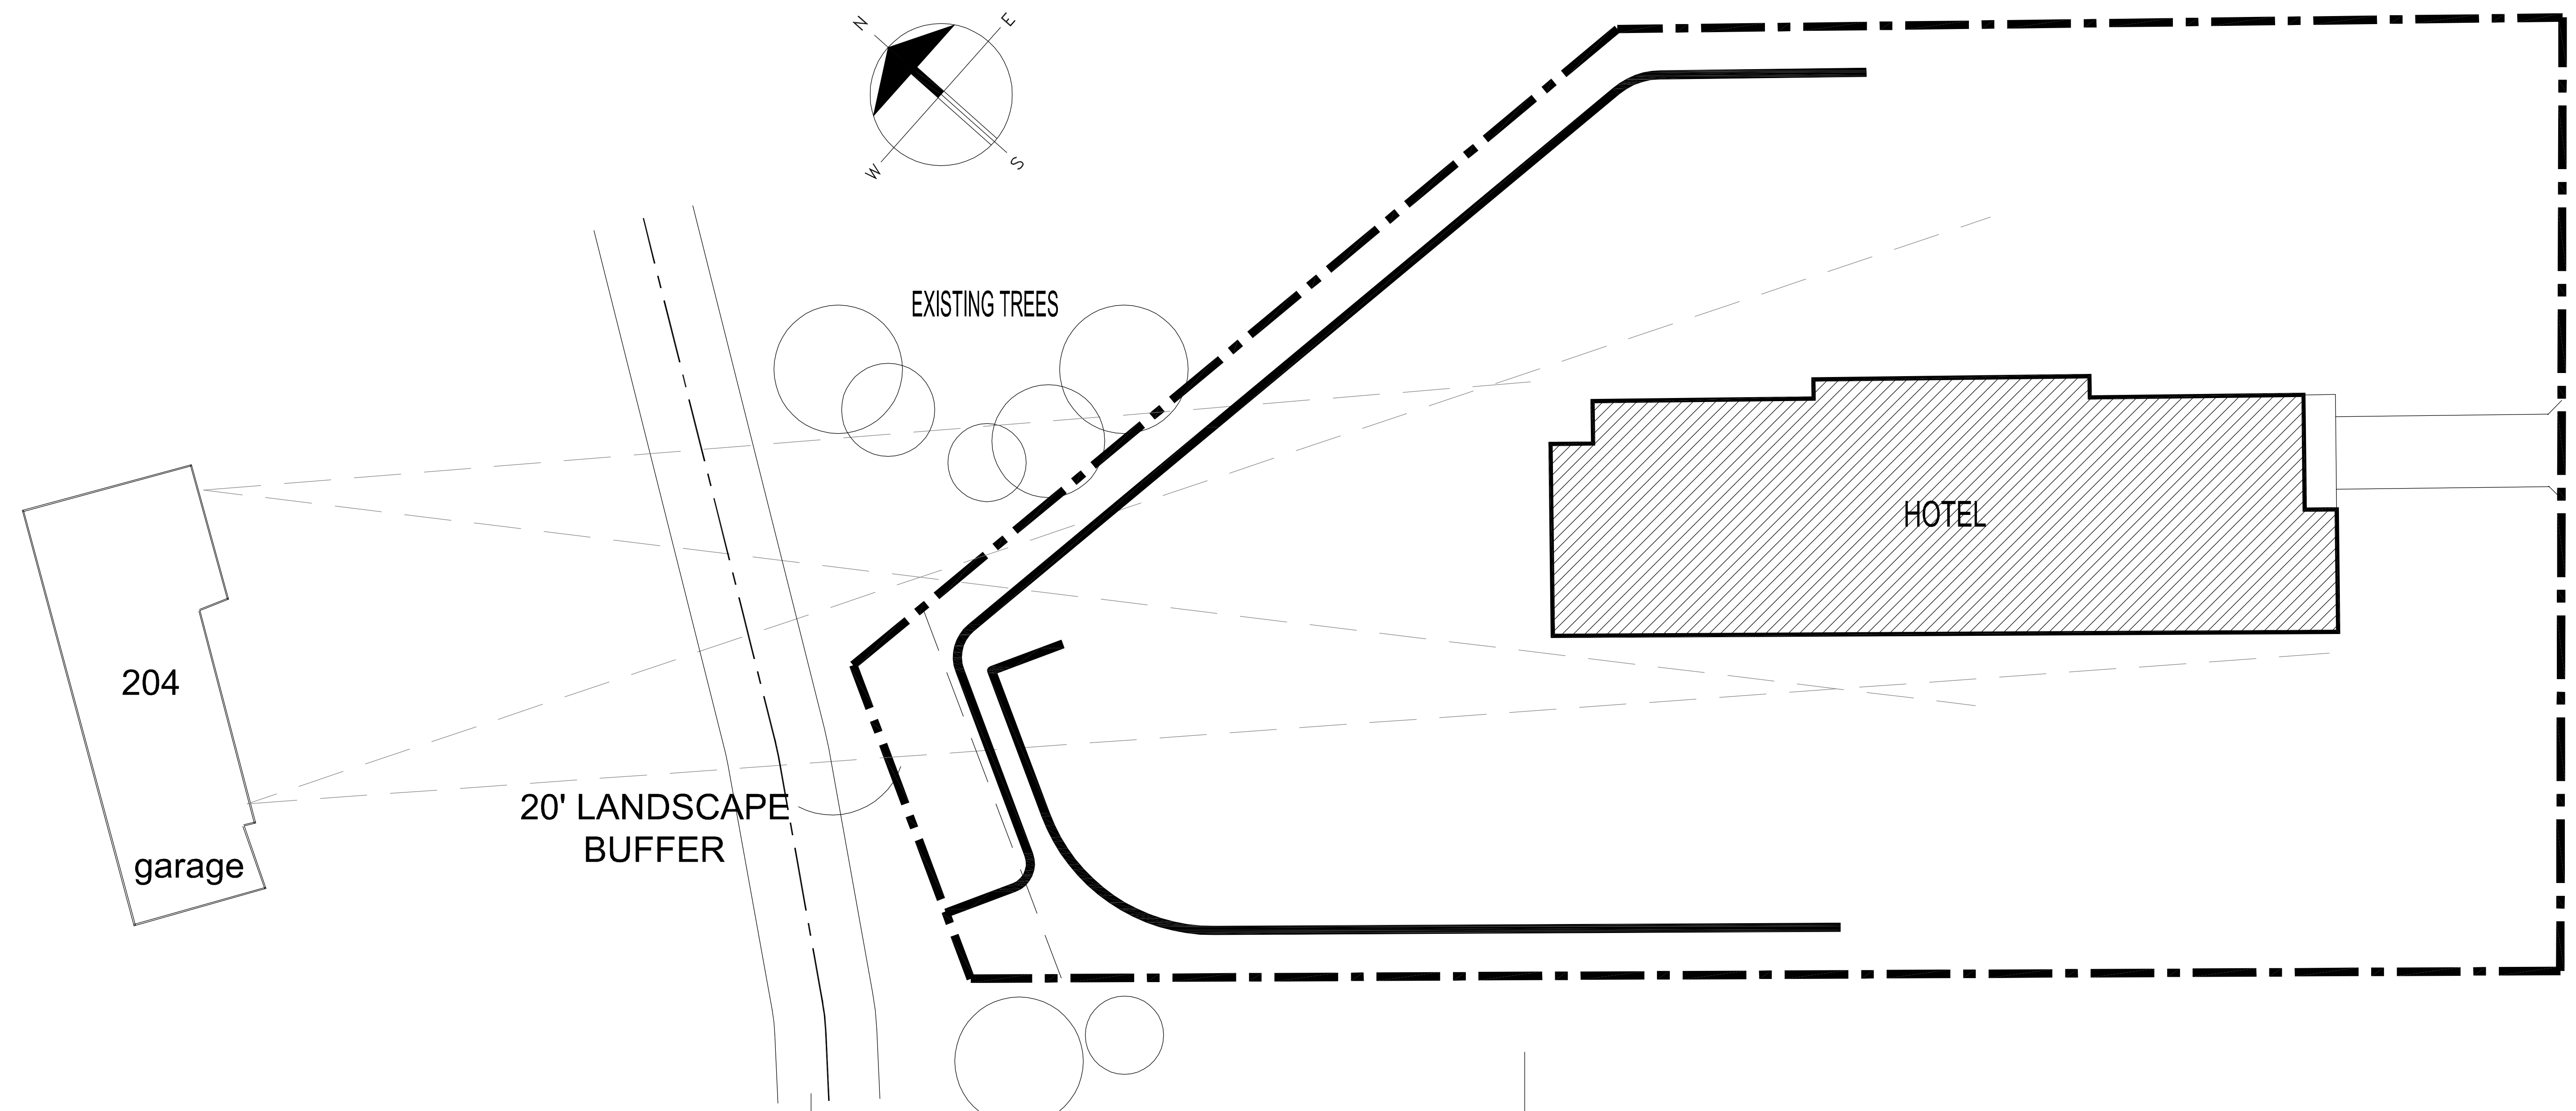 N
E
W
S
EXISTING TREES
HOTEL
204
20' LANDSCAPE
BUFFER
garage